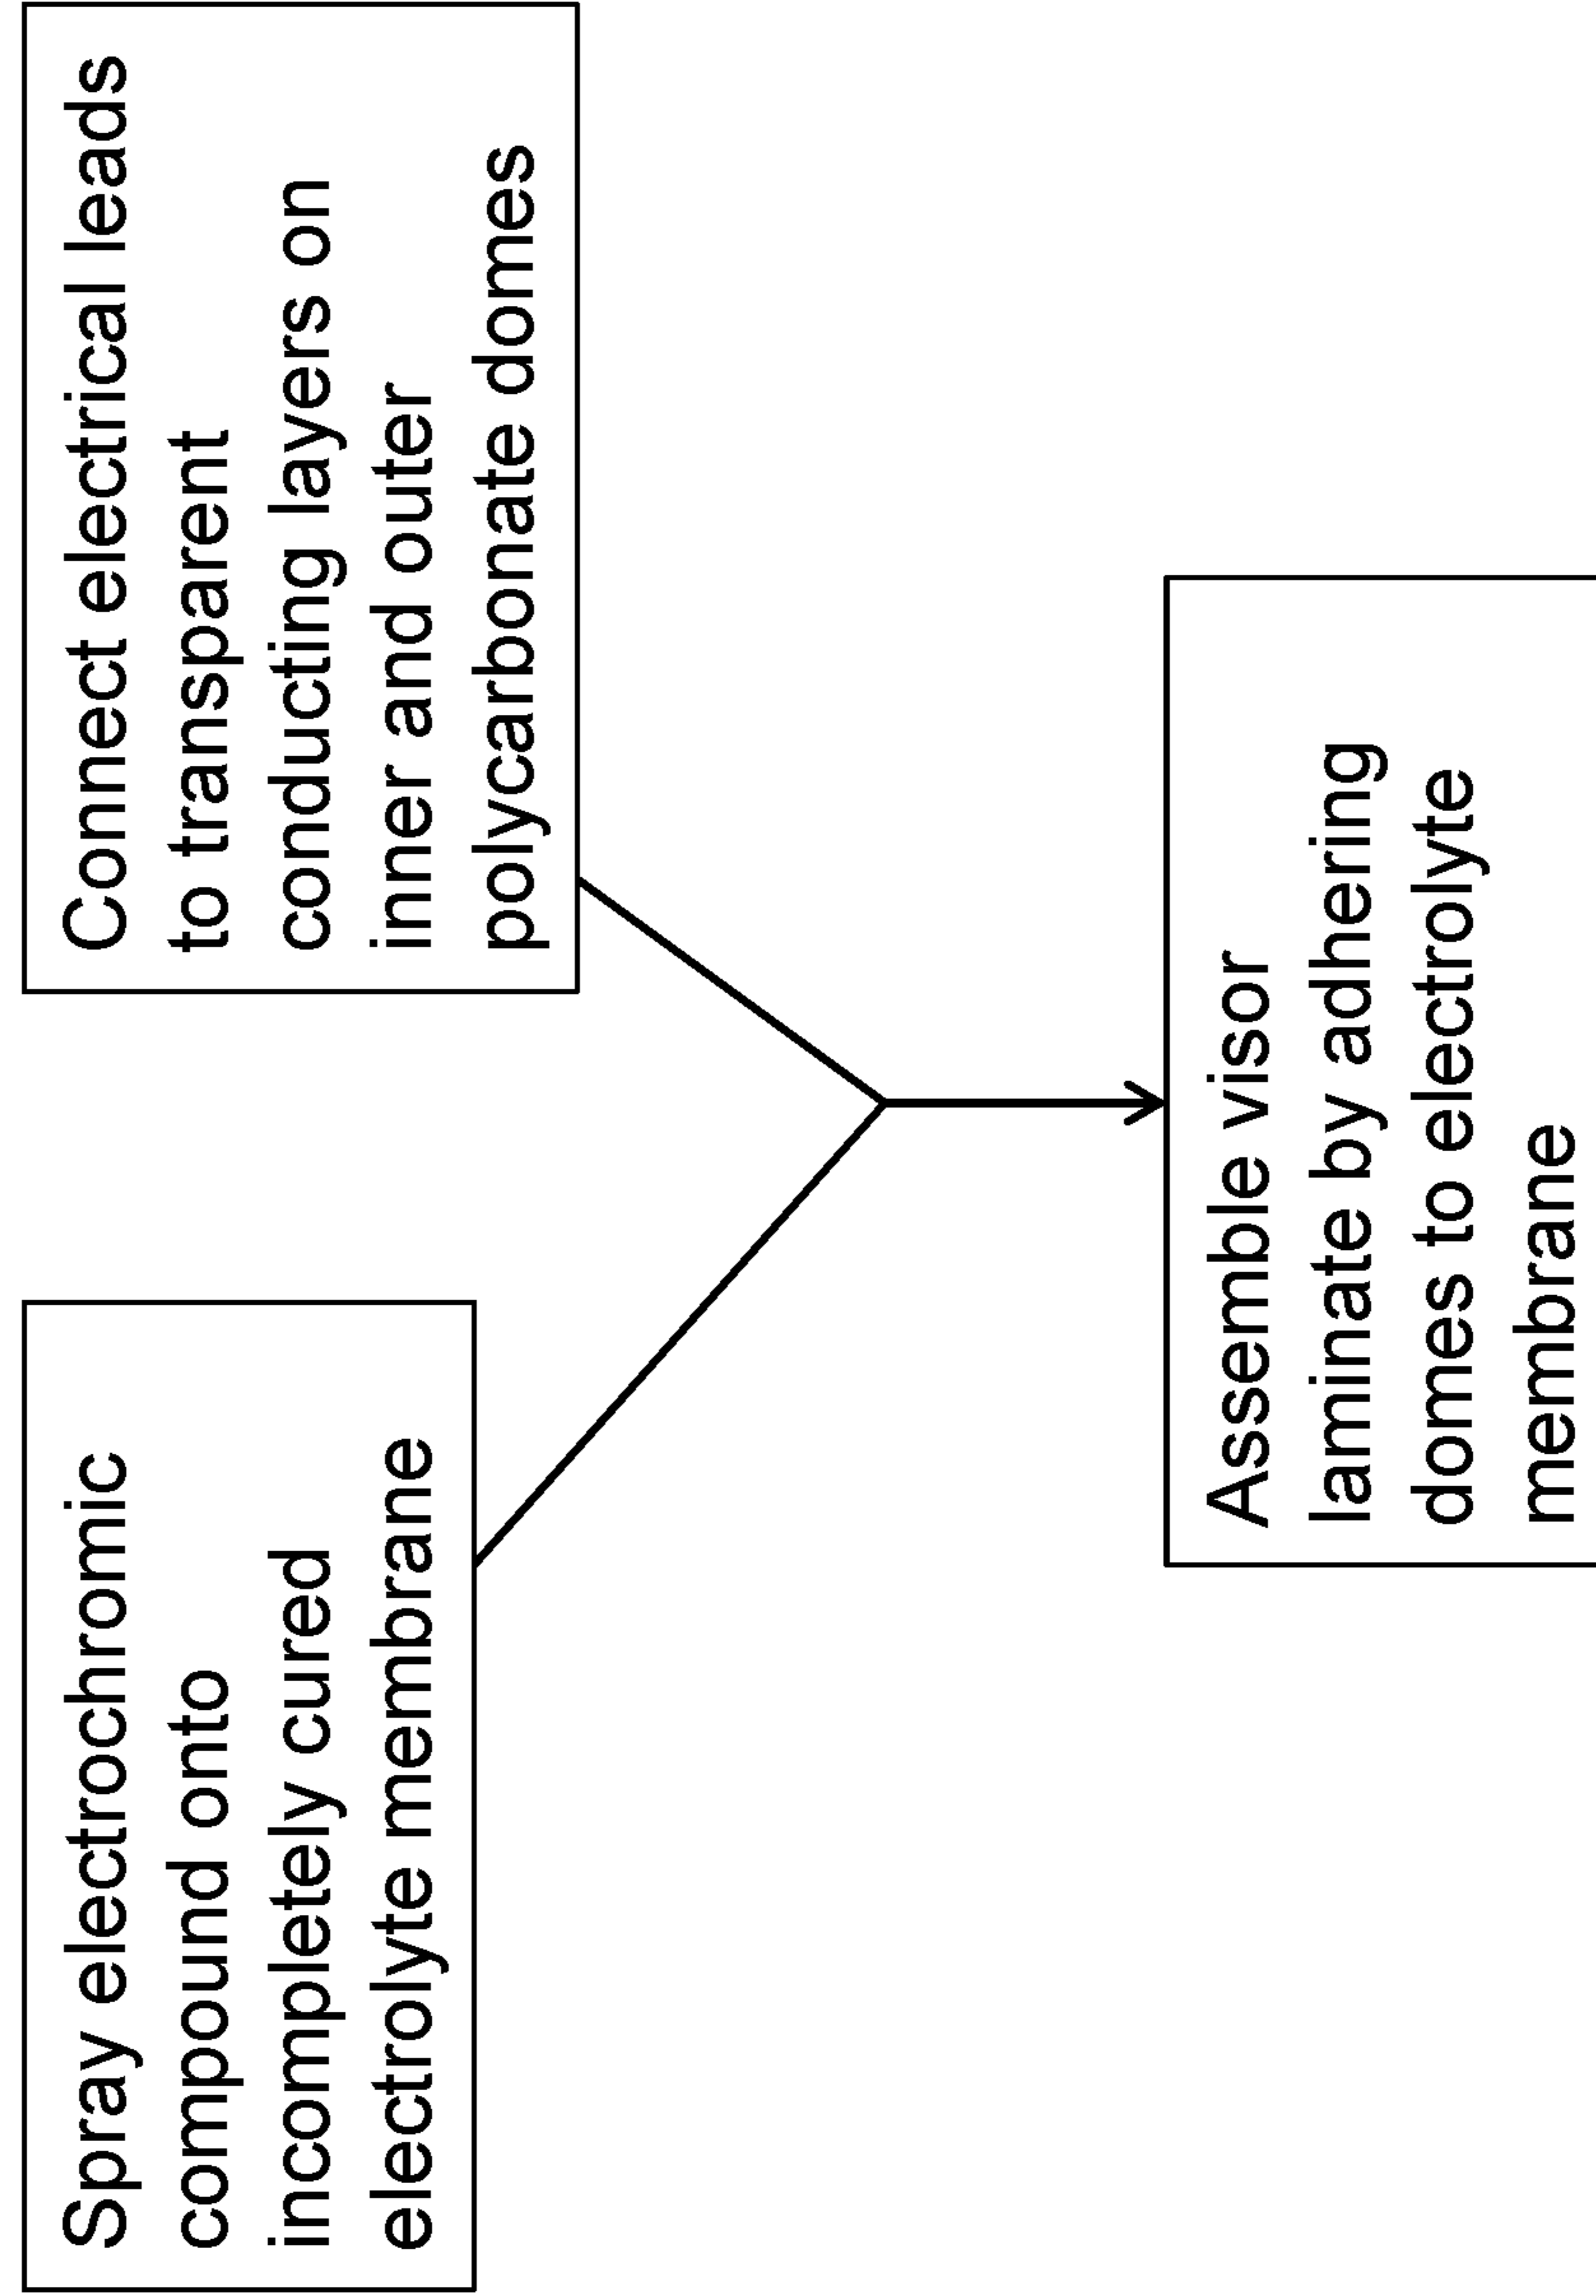 Spray electrochromic
compound onto
incompletely cured
electrolyte membrane
Connect electrical leads
to transparent
conducting layers on
inner and outer
polycarbonate domes
Assemble visor
laminate by adhering
domes to electrolyte
membrane